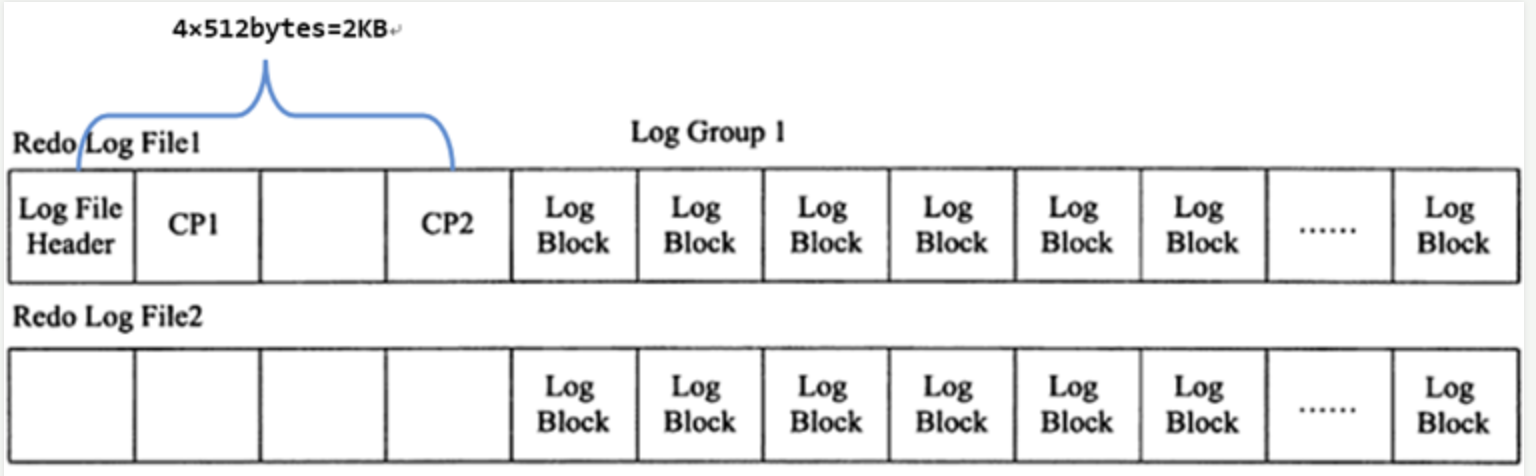 4×512bytes=2KB↵
Redo Log File1
Log Group 1
Log File Header CP1 CP2 Log Block Log Block Log Block Log Block Log Block Log Block ...... Log Block
Redo Log File2
Log Block Log Block Log Block Log Block Log Block Log Block ...... Log Block